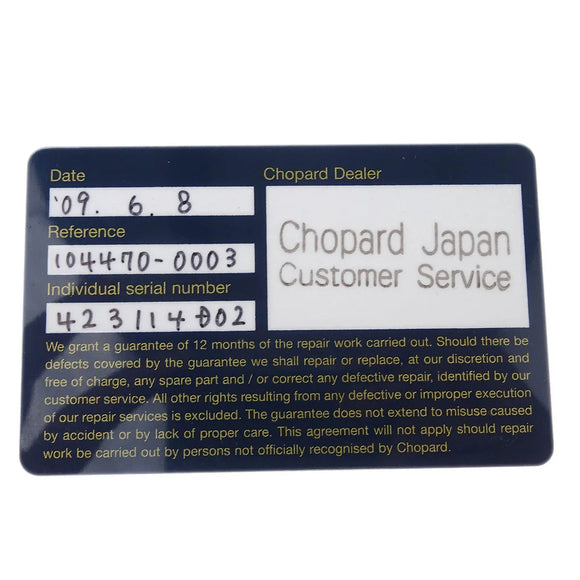 Date
'09. 6. 8
Reference
104470-0003
Individual serial number
423114 002
Chopard Dealer
Chopard Japan
Customer Service
We grant a guarantee of 12 months of the repair work carried out. Should there be
defects covered by the guarantee we shall repair or replace, at our discretion and
free of charge, any spare part and / or correct any defective repair, identified by our
customer service. All other rights resulting from any defective or improper execution
of our repair services is excluded. The guarantee does not extend to misuse caused
by accident or by lack of proper care. This agreement will not apply should repair
work be carried out by persons not officially recognised by Chopard.